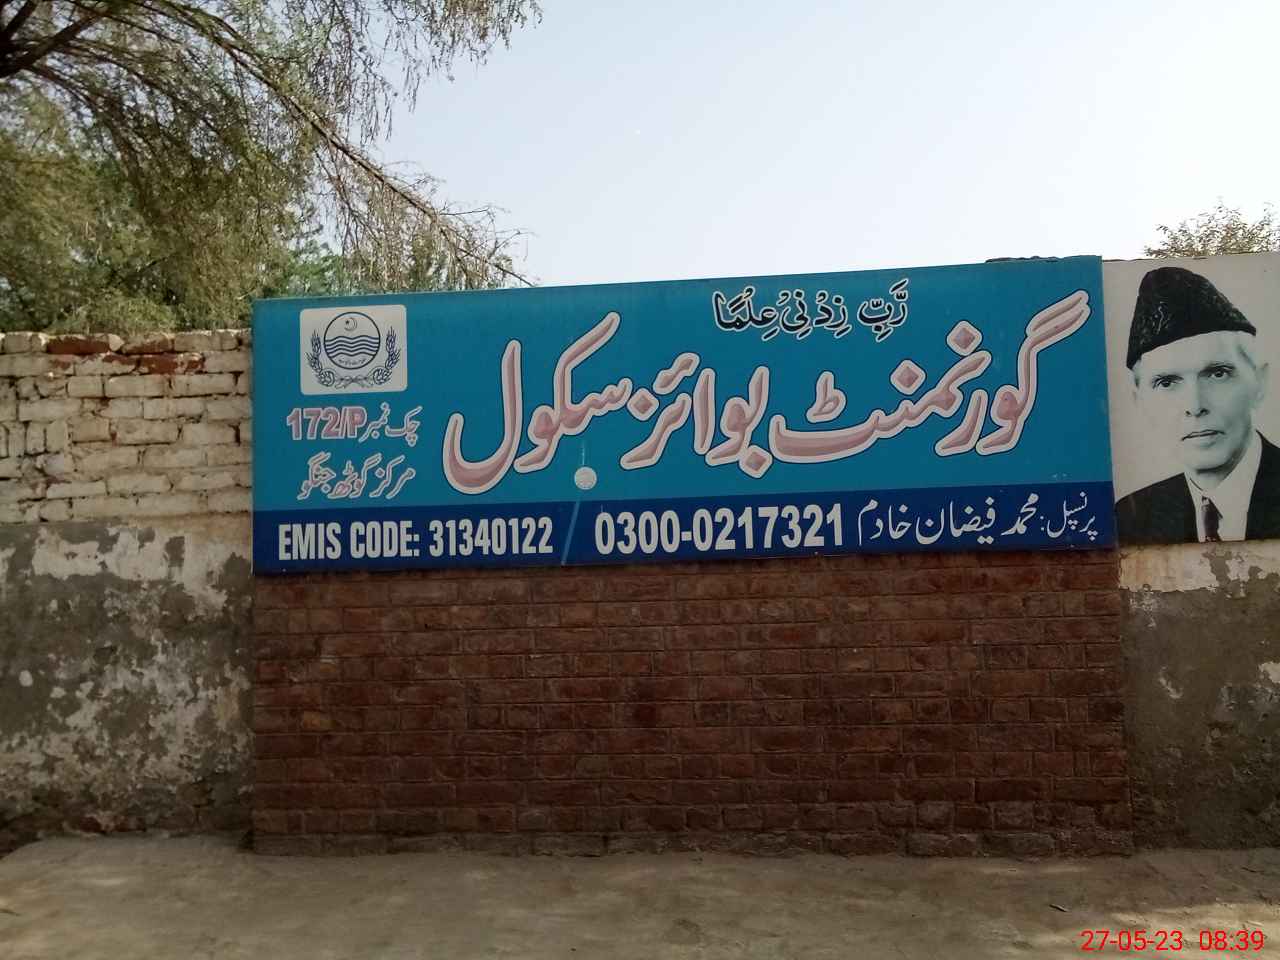 رَبِّ زِدْنِیْ عِلْمًا
گورنمنٹ بوائز سکول
چک نمبر 172/P
مرکز گوٹھ جنگو
پرنسپل: محمد فیضان خادم 0300-0217321
EMIS CODE: 31340122
27-05-23 08:39